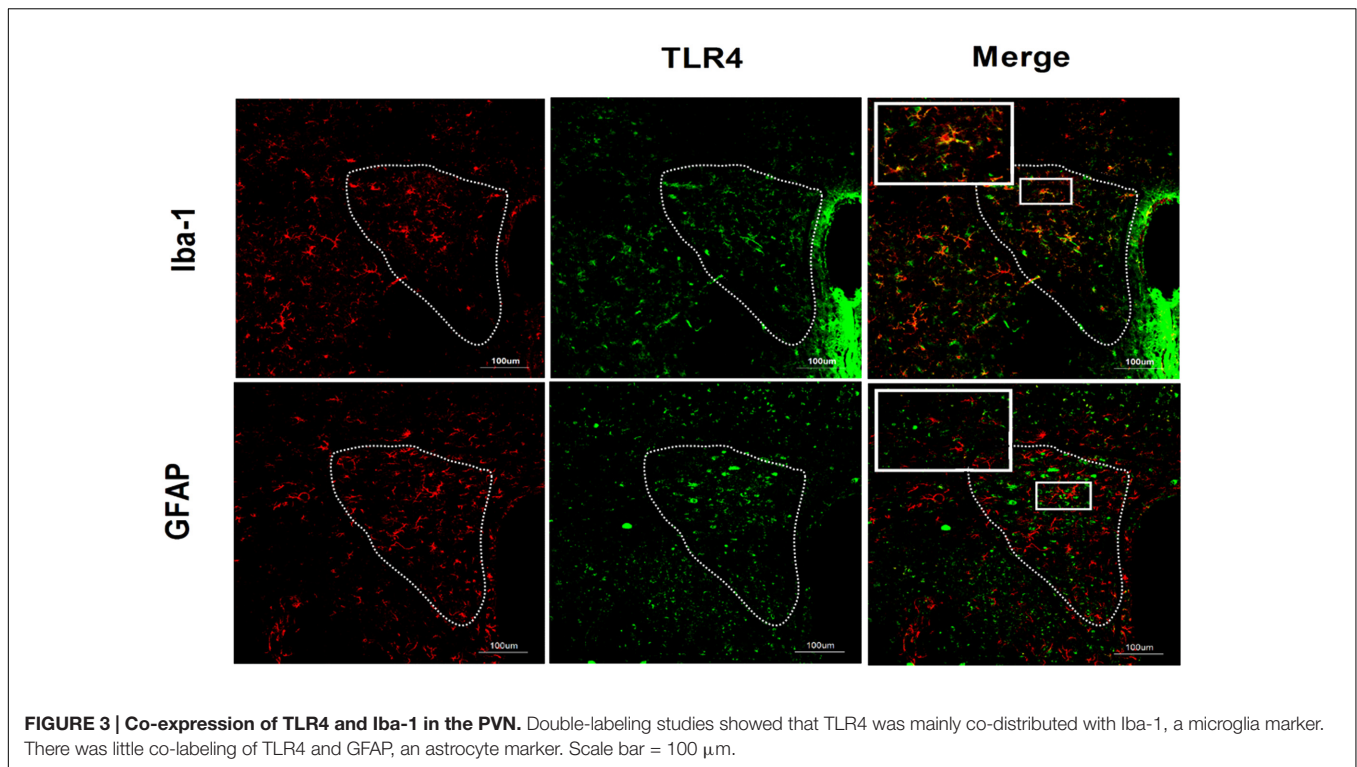 TLR4 Merge
Iba-1
100um 100um 100um
GFAP
100um 100um 100um
FIGURE 3 | Co-expression of TLR4 and Iba-1 in the PVN. Double-labeling studies showed that TLR4 was mainly co-distributed with Iba-1, a microglia marker.
There was little co-labeling of TLR4 and GFAP, an astrocyte marker. Scale bar = 100 μm.